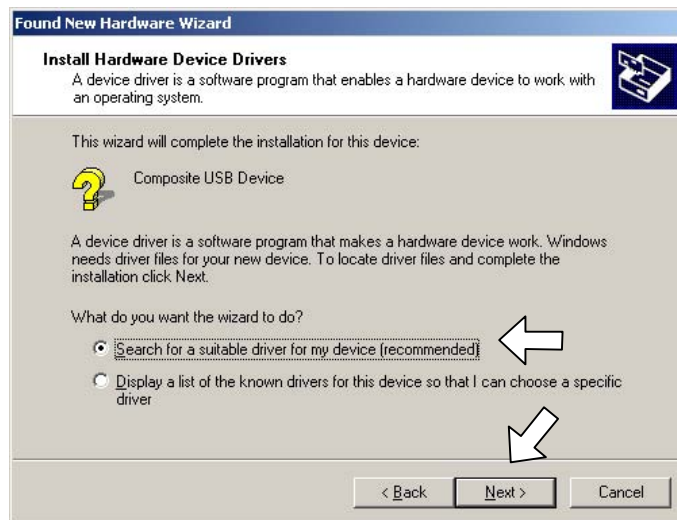 Found New Hardware Wizard
Install Hardware Device Drivers
A device driver is a software program that enables a hardware device to work with
an operating system.
This wizard will complete the installation for this device:
Composite USB Device
A device driver is a software program that makes a hardware device work. Windows
needs driver files for your new device. To locate driver files and complete the
installation click Next.
What do you want the wizard to do?
Search for a suitable driver for my device (recommended)
Display a list of the known drivers for this device so that I can choose a specific
driver
< Back Next > Cancel